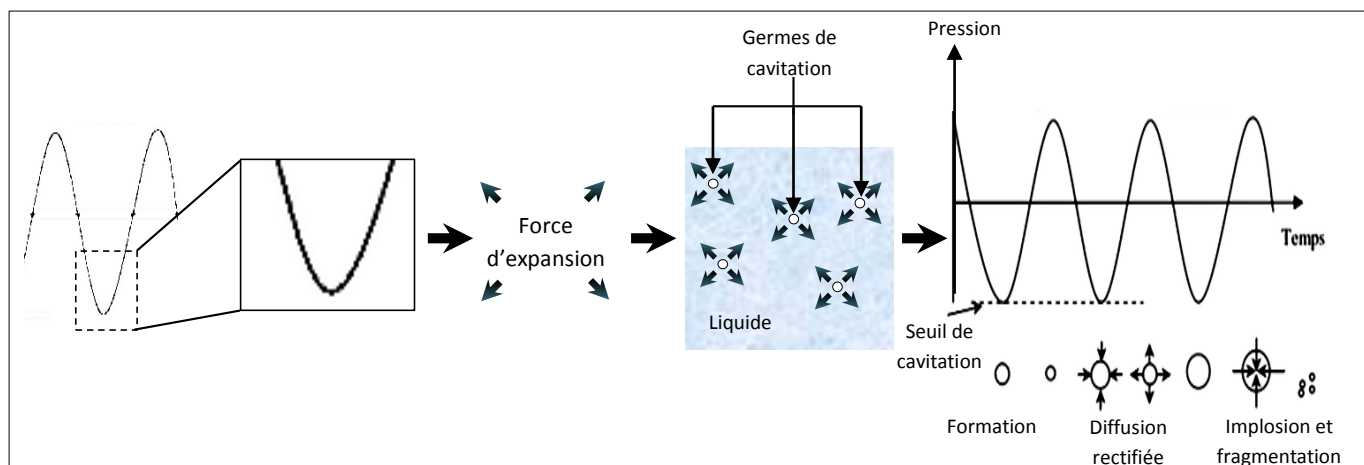 Germes de
cavitation
Pression
Force
d'expansion
Temps
Liquide
Seuil de
cavitation
Formation
Diffusion
rectifiée
Implosion et
fragmentation